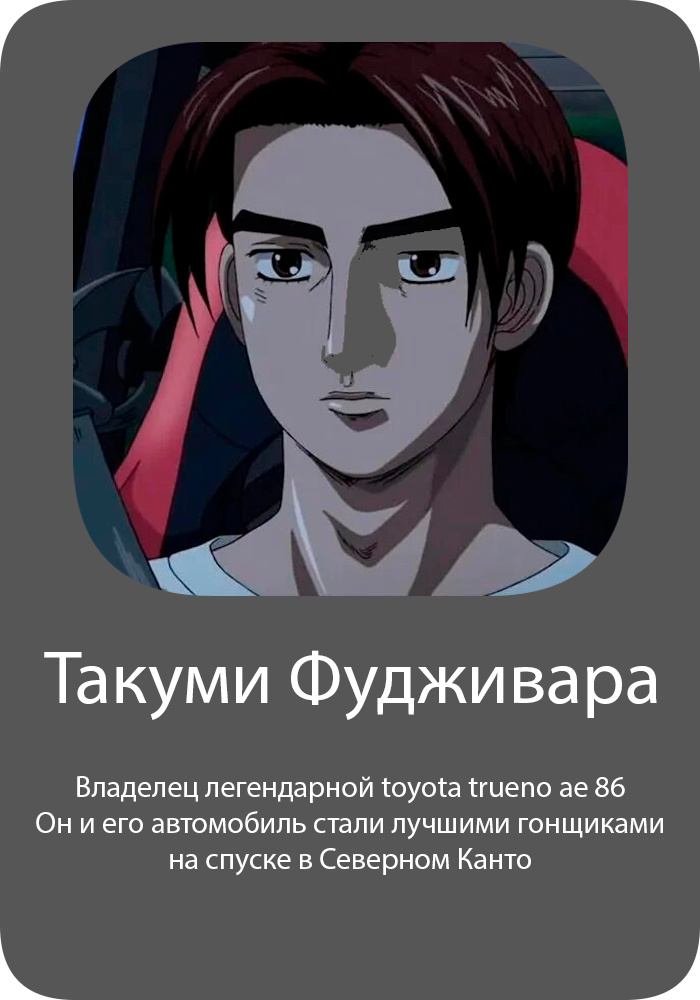 Такуми Фудживара
Владелец легендарной toyota trueno ae 86
Он и его автомобиль стали лучшими гонщиками
на спуске в Северном Канто